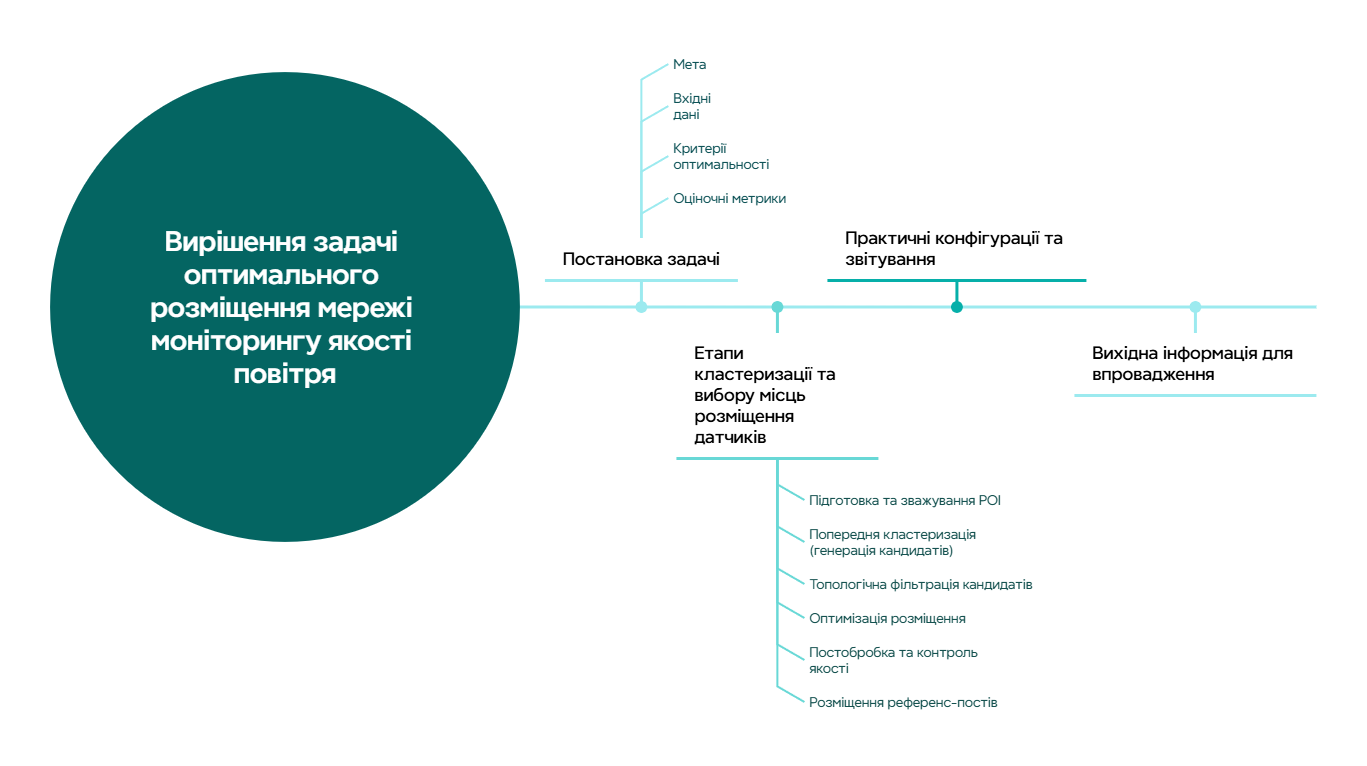 Вирішення задачі
оптимального
розміщення мережі
моніторингу якості
повітря
Мета
Вхідні
дані
Критерії
оптимальності
Оціночні метрики
Постановка задачі
Етапи
кластеризації та
вибору місць
розміщення
датчиків
Підготовка та зважування POI
Попередня кластеризація
(генерація кандидатів)
Топологічна фільтрація кандидатів
Оптимізація розміщення
Постобробка та контроль
якості
Розміщення референс-постів
Практичні конфігурації та
звітування
Вихідна інформація для
впровадження